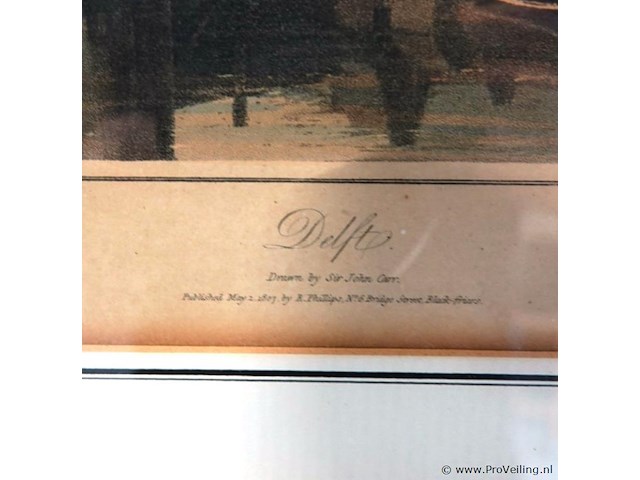 Delft.
Drawn by Sir John Carr.
Published May 2. 1807. by R. Phillips, No. 6 Bridge Street, Black-friars.
© www.ProVeiling.nl